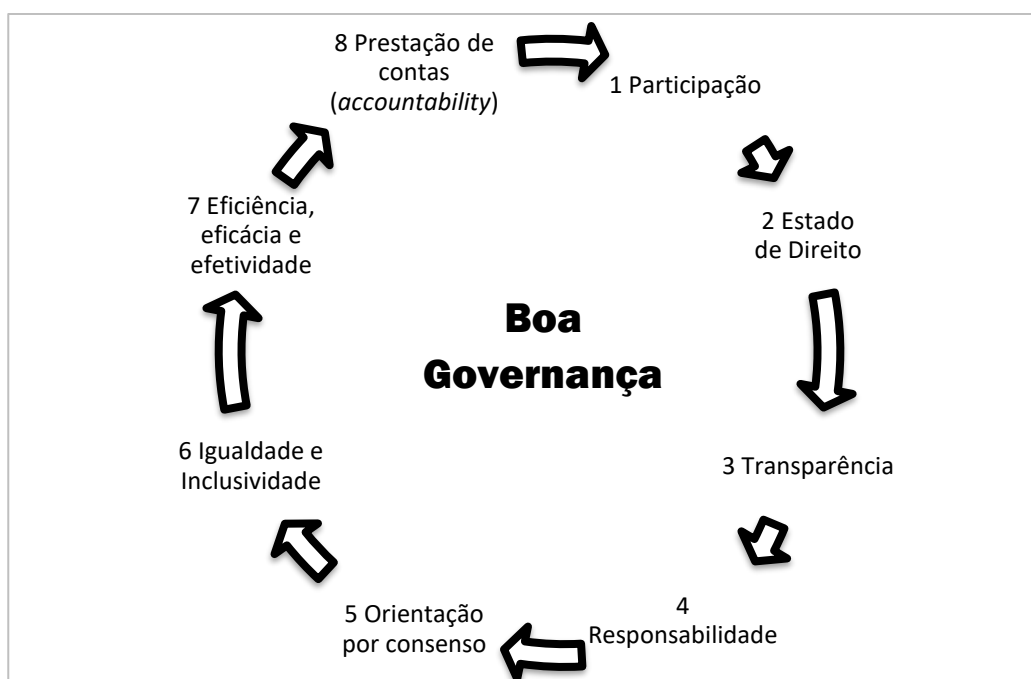 8 Prestação de
contas
(accountability)
1 Participação
2 Estado
de Direito
3 Transparência
4
Responsabilidade
5 Orientação
por consenso
6 Igualdade e
Inclusividade
7 Eficiência,
eficácia e
efetividade
Boa
Governança